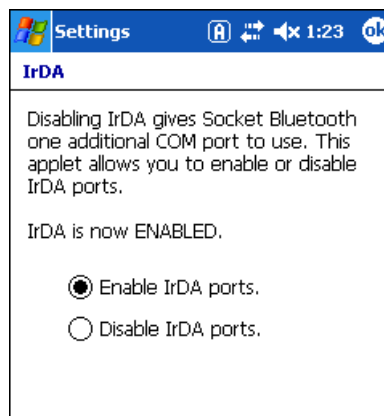 Settings A 1:23 ok
IrDA
Disabling IrDA gives Socket Bluetooth
one additional COM port to use. This
applet allows you to enable or disable
IrDA ports.
IrDA is now ENABLED.
Enable IrDA ports.
Disable IrDA ports.